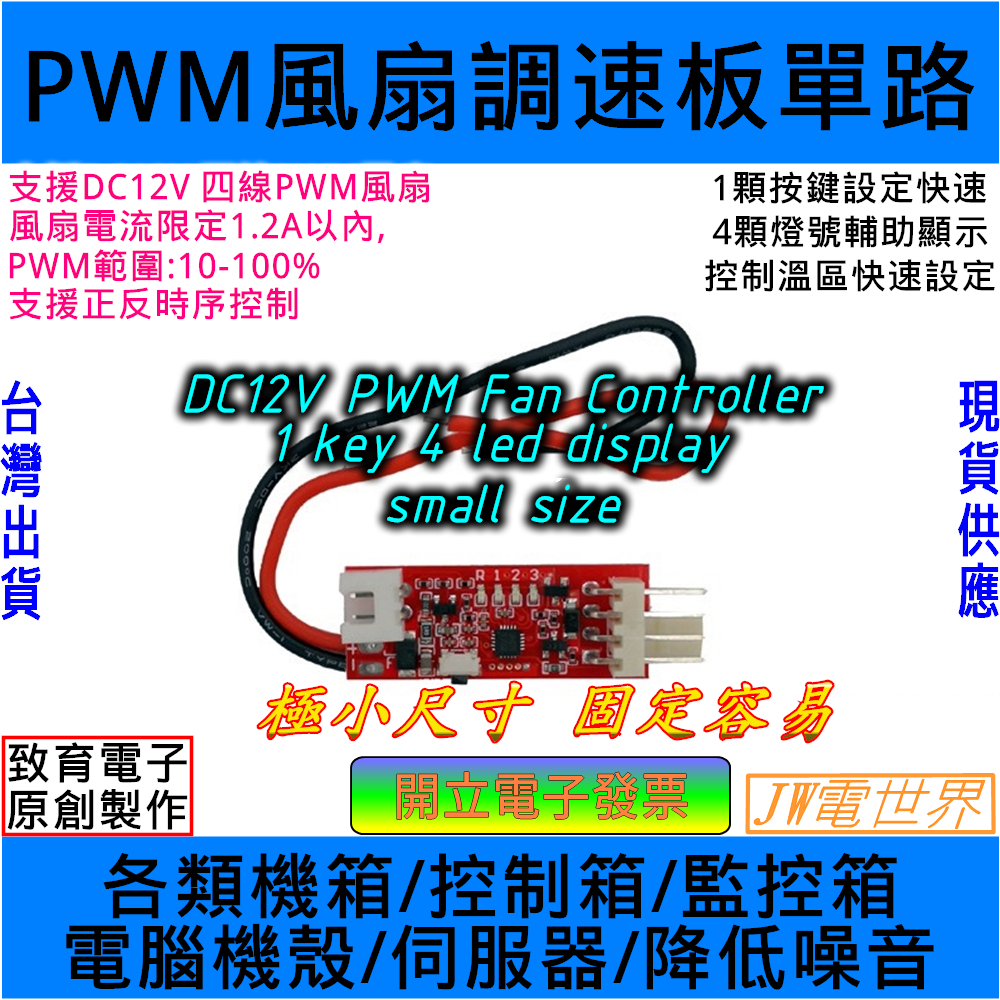 PWM風扇調速板單路
支援DC12V 四線PWM風扇
風扇電流限定1.2A以內,
PWM範圍:10-100%
支援正反時序控制
1顆按鍵設定快速
4顆燈號輔助顯示
控制溫區快速設定
台灣出貨
DC12V PWM Fan Controller
1 key 4 led display
small size
現貨供應
R 1 2 3
+
-
F
極小尺寸 固定容易
致育電子
原創製作
開立電子發票
JW電世界
各類機箱/控制箱/監控箱
電腦機殼/伺服器/降低噪音